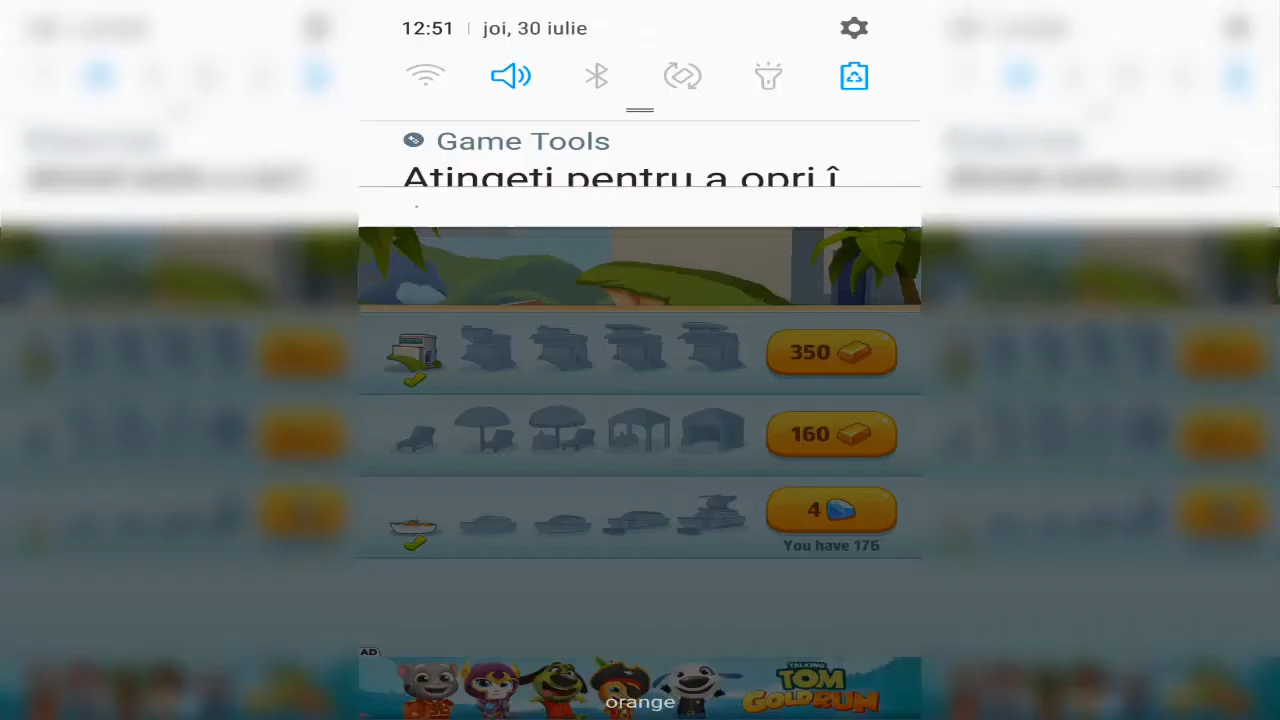 12:51 joi, 30 iulie
Game Tools
Atingeți pentru a opri î
350
160
4
You have 176
AD
TALKING
TOM
GOLD RUN
orange